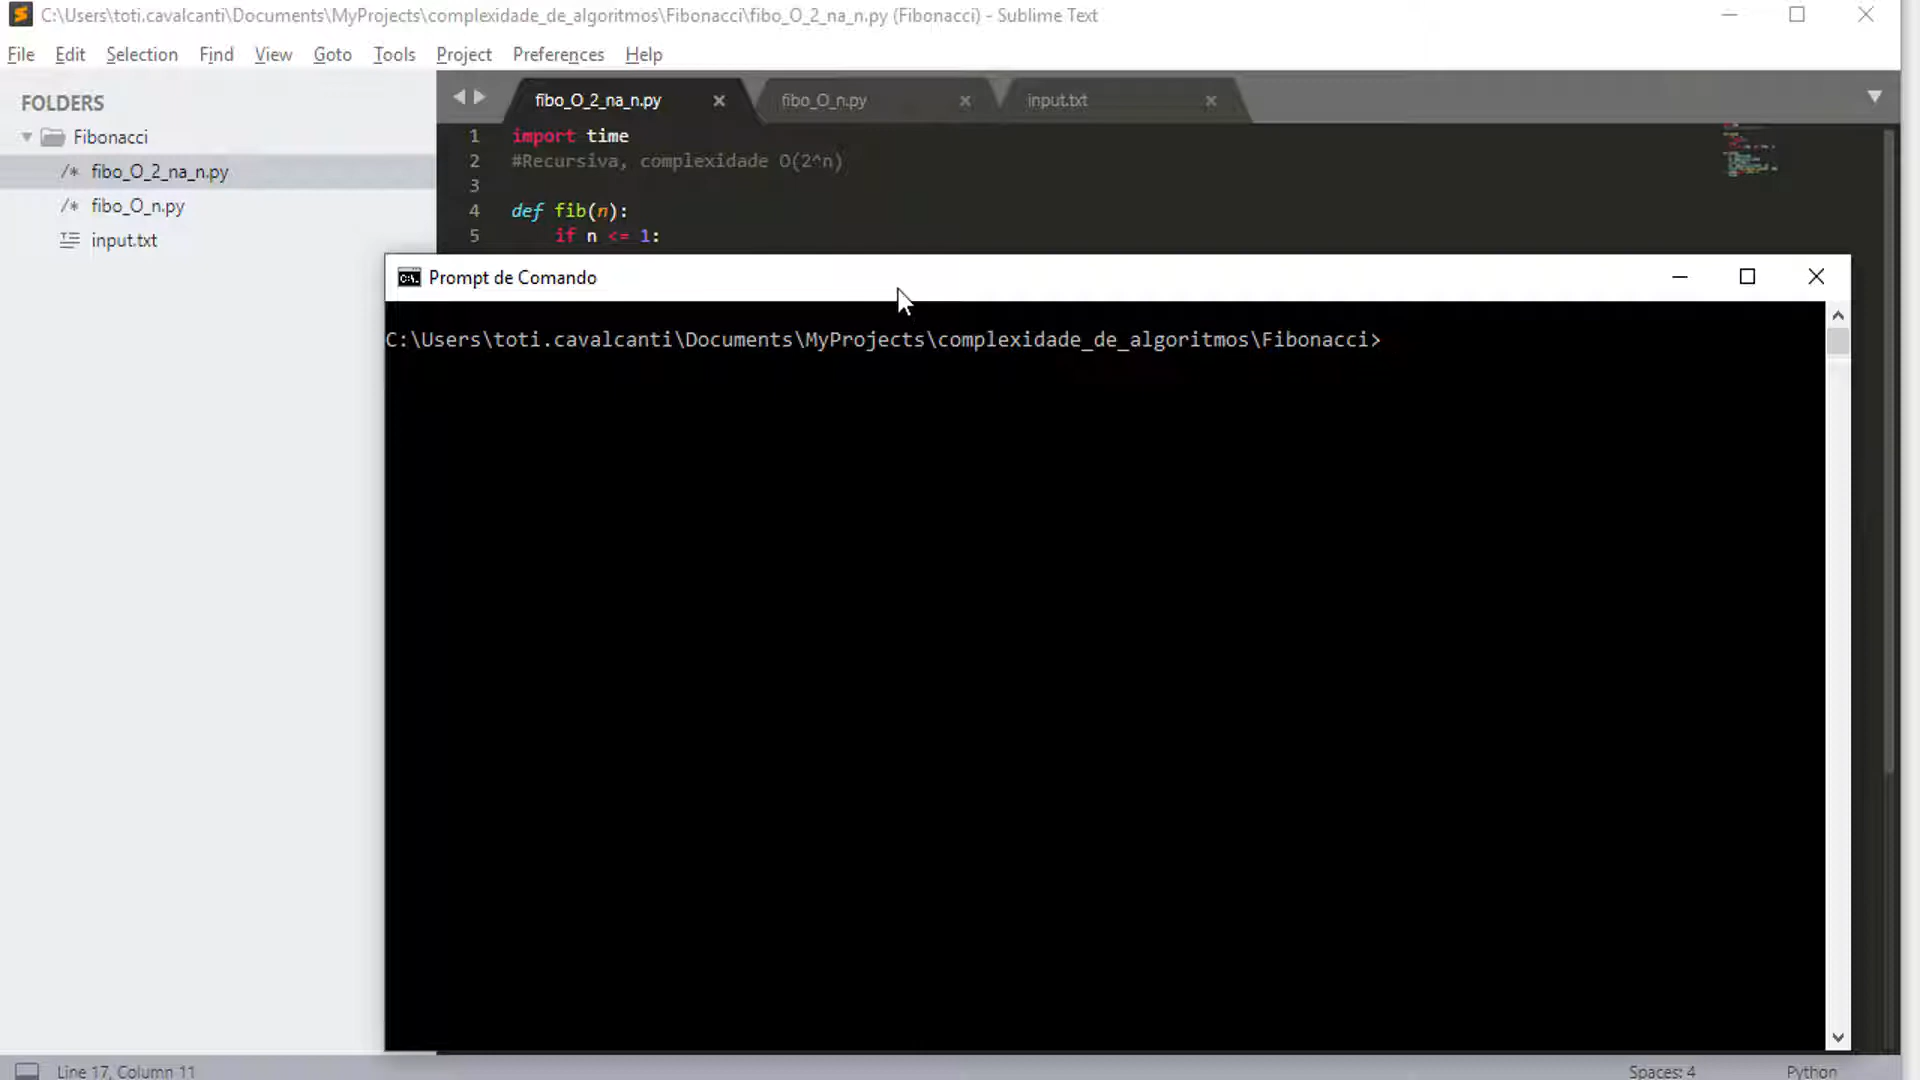 C:\Users\toti.cavalcanti\Documents\MyProjects\complexidade_de_algoritmos\Fibonacci\fibo_O_2_na_n.py (Fibonacci) - Sublime Text
File Edit Selection Find View Goto Tools Project Preferences Help
FOLDERS
Fibonacci
/* fibo_O_2_na_n.py
/* fibo_O_n.py
input.txt
fibo_O_2_na_n.py × fibo_O_n.py × input.txt ×
1 import time
2 #Recursiva, complexidade O(2^n)
3
4 def fib(n):
5 if n <= 1:
Prompt de Comando
C:\Users\toti.cavalcanti\Documents\MyProjects\complexidade_de_algoritmos\Fibonacci>
Line 17, Column 11 Spaces: 4 Python